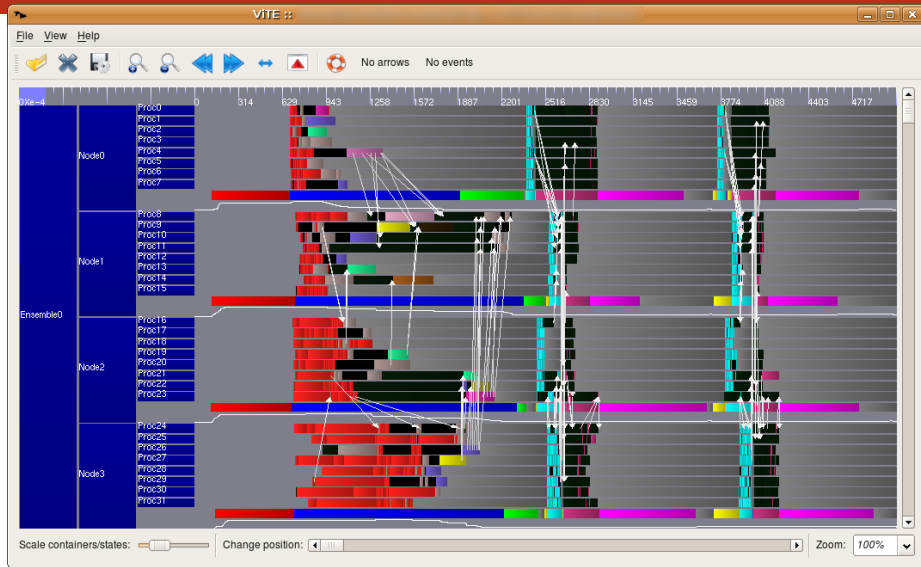 ViTE ::
File View Help
No arrows No events
0Xe-4 0 314 629 943 1258 1572 1887 2201 2516 2830 3145 3459 3774 4088 4403 4717
Ensemble0
Node0
Proc0
Proc1
Proc2
Proc3
Proc4
Proc5
Proc6
Proc7
Node1
Proc8
Proc9
Proc10
Proc11
Proc12
Proc13
Proc14
Proc15
Node2
Proc16
Proc17
Proc18
Proc19
Proc20
Proc21
Proc22
Proc23
Node3
Proc24
Proc25
Proc26
Proc27
Proc28
Proc29
Proc30
Proc31
Scale containers/states: Change position: Zoom: 100%